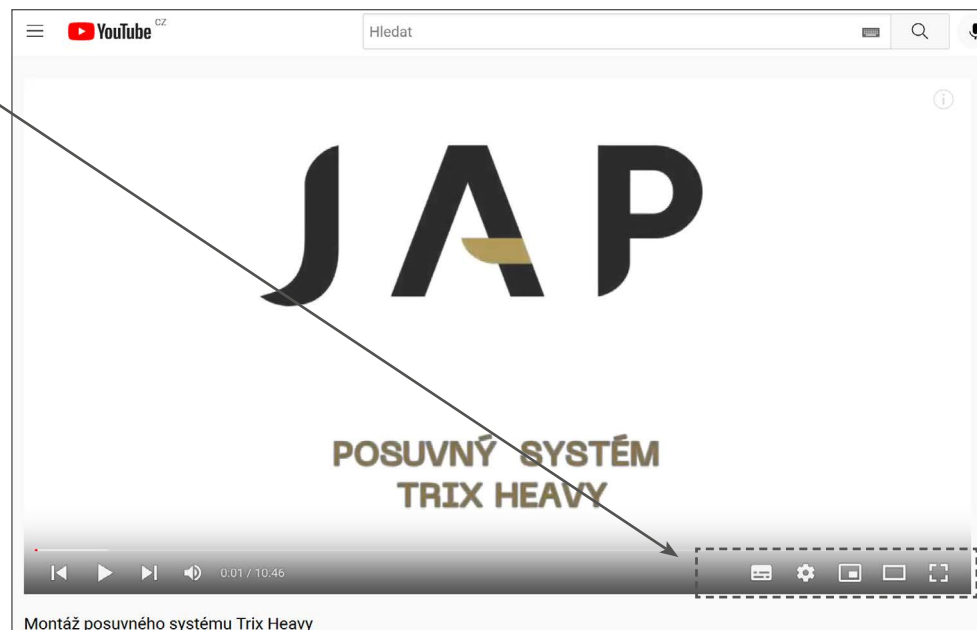 YouTube CZ
Hledat
JAP
POSUVNÝ SYSTÉM
TRIX HEAVY
0:01 / 10:46
Montáž posuvného systému Trix Heavy